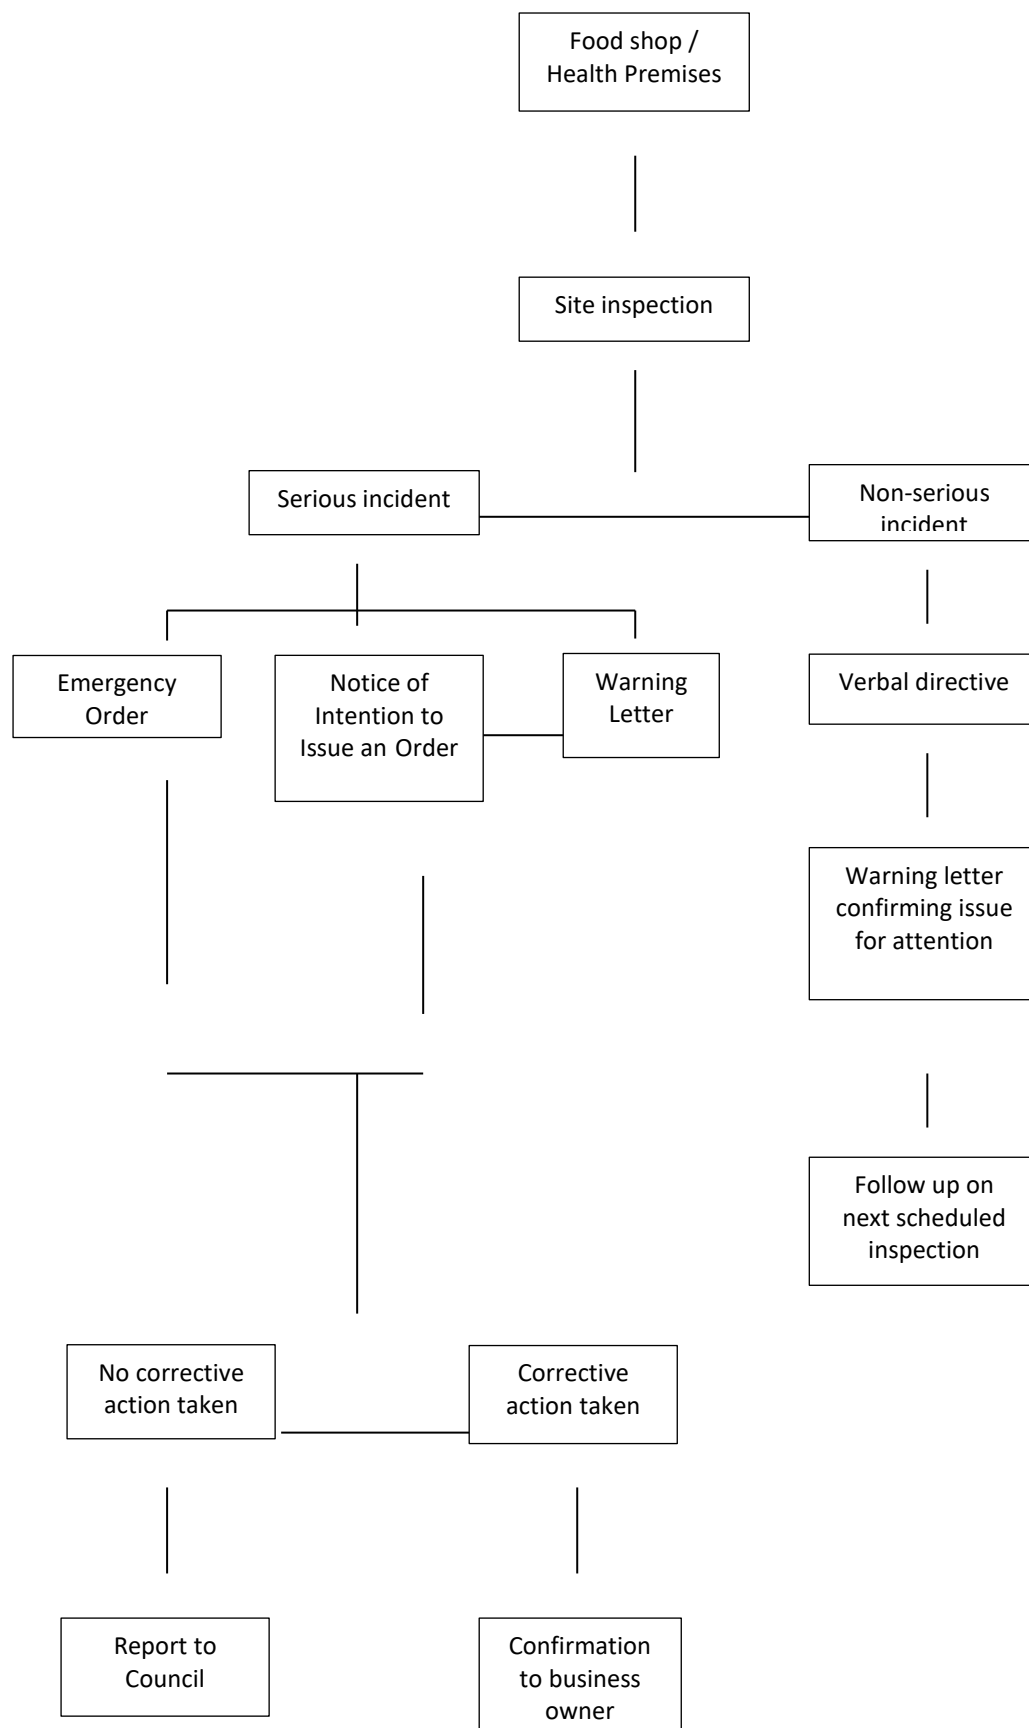 Food shop /
Health Premises
Site inspection
Serious incident
Non-serious
incident
Emergency
Order
Notice of
Intention to
Issue an Order
Warning
Letter
Verbal directive
Warning letter
confirming issue
for attention
Follow up on
next scheduled
inspection
No corrective
action taken
Corrective
action taken
Report to
Council
Confirmation
to business
owner